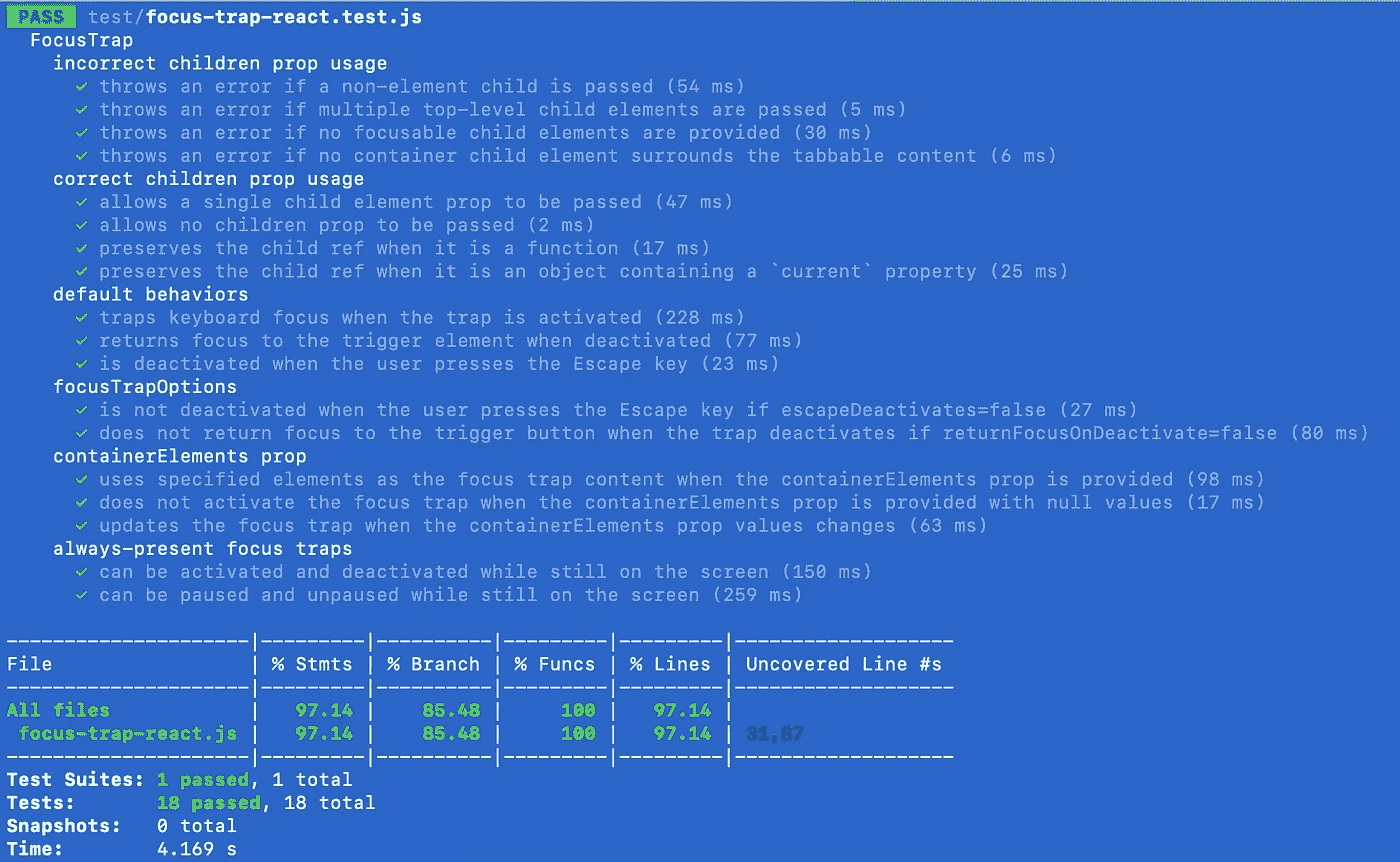 PASS test/focus-trap-react.test.js
FocusTrap
incorrect children prop usage
✓ throws an error if a non-element child is passed (54 ms)
✓ throws an error if multiple top-level child elements are passed (5 ms)
✓ throws an error if no focusable child elements are provided (30 ms)
✓ throws an error if no container child element surrounds the tabbable content (6 ms)
correct children prop usage
✓ allows a single child element prop to be passed (47 ms)
✓ allows no children prop to be passed (2 ms)
✓ preserves the child ref when it is a function (17 ms)
✓ preserves the child ref when it is an object containing a `current` property (25 ms)
default behaviors
✓ traps keyboard focus when the trap is activated (228 ms)
✓ returns focus to the trigger element when deactivated (77 ms)
✓ is deactivated when the user presses the Escape key (23 ms)
focusTrapOptions
✓ is not deactivated when the user presses the Escape key if escapeDeactivates=false (27 ms)
✓ does not return focus to the trigger button when the trap deactivates if returnFocusOnDeactivate=false (80 ms)
containerElements prop
✓ uses specified elements as the focus trap content when the containerElements prop is provided (98 ms)
✓ does not activate the focus trap when the containerElements prop is provided with null values (17 ms)
✓ updates the focus trap when the containerElements prop values changes (63 ms)
always-present focus traps
✓ can be activated and deactivated while still on the screen (150 ms)
✓ can be paused and unpaused while still on the screen (259 ms)
---------------------|---------|----------|---------|---------|-------------------
File | % Stmts | % Branch | % Funcs | % Lines | Uncovered Line #s
---------------------|---------|----------|---------|---------|-------------------
All files | 97.14 | 85.48 | 100 | 97.14 |
focus-trap-react.js | 97.14 | 85.48 | 100 | 97.14 | 31,87
---------------------|---------|----------|---------|---------|-------------------
Test Suites: 1 passed, 1 total
Tests: 18 passed, 18 total
Snapshots: 0 total
Time: 4.169 s